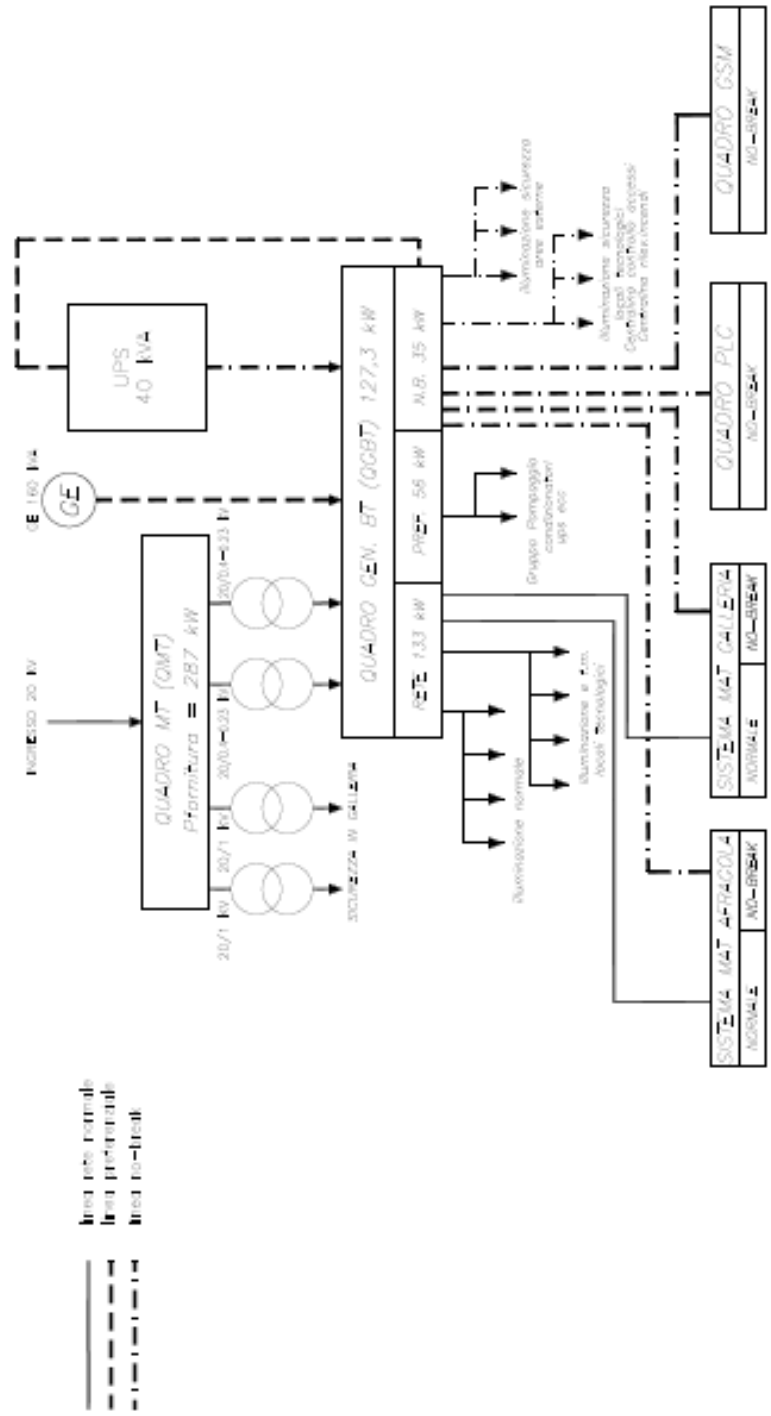 INGRESSO 20 kV
GE 160 kVA
GE
UPS
40 kVA
QUADRO MT (QMT)
Pfornitura = 287 kW
20/1 kV
20/1 kV
20/0.4-0.23 kV
20/0.4-0.23 kV
SICUREZZA IN GALLERIA
QUADRO GEN. BT (QGBT) 127,3 kW
RETE 133 kW
PREF. 56 kW
N.B. 35 kW
illuminazione normale
illuminazione e f.m.
locali tecnologici
Gruppo Pompaggio
condizionatori
ups ecc
illuminazione sicurezza
aree esterne
illuminazione sicurezza
locali tecnologici
Centralina controllo accessi
Centralina rilev.incendi
SISTEMA MAT AFRAGOLA
NORMALE
NO-BREAK
SISTEMA MAT GALLERIA
NORMALE
NO-BREAK
QUADRO PLC
NO-BREAK
QUADRO GSM
NO-BREAK
linea rete normale
linea preferenziale
linea no-break